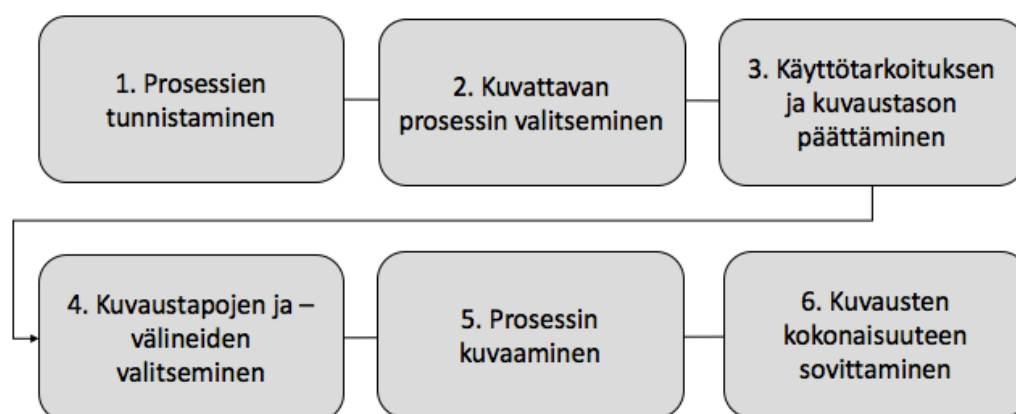 1. Prosessien
tunnistaminen
2. Kuvattavan
prosessin valitseminen
3. Käyttötarkoituksen
ja kuvaustason
päättäminen
4. Kuvaustapojen ja –
välineiden
valitseminen
5. Prosessin
kuvaaminen
6. Kuvausten
kokonaisuuteen
sovittaminen